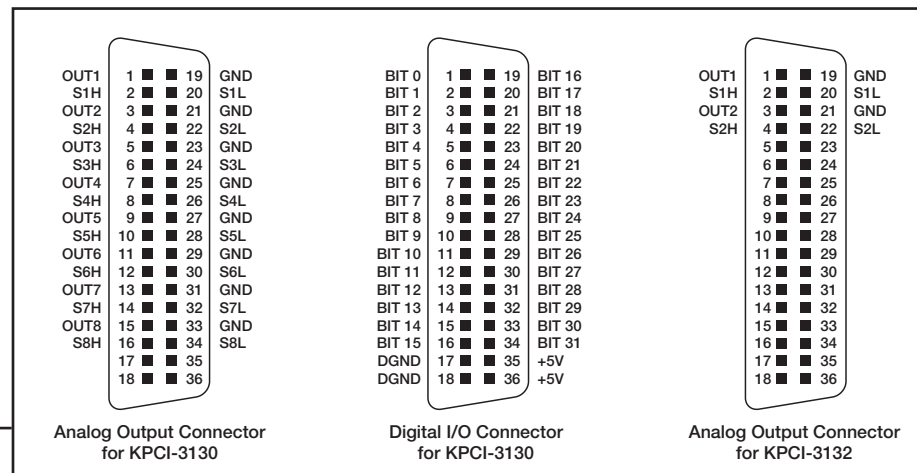 OUT1 1 19 GND
S1H 2 20 S1L
OUT2 3 21 GND
S2H 4 22 S2L
OUT3 5 23 GND
S3H 6 24 S3L
OUT4 7 25 GND
S4H 8 26 S4L
OUT5 9 27 GND
S5H 10 28 S5L
OUT6 11 29 GND
S6H 12 30 S6L
OUT7 13 31 GND
S7H 14 32 S7L
OUT8 15 33 GND
S8H 16 34 S8L
17 35
18 36
Analog Output Connector
for KPCI-3130
BIT 0 1 19 BIT 16
BIT 1 2 20 BIT 17
BIT 2 3 21 BIT 18
BIT 3 4 22 BIT 19
BIT 4 5 23 BIT 20
BIT 5 6 24 BIT 21
BIT 6 7 25 BIT 22
BIT 7 8 26 BIT 23
BIT 8 9 27 BIT 24
BIT 9 10 28 BIT 25
BIT 10 11 29 BIT 26
BIT 11 12 30 BIT 27
BIT 12 13 31 BIT 28
BIT 13 14 32 BIT 29
BIT 14 15 33 BIT 30
BIT 15 16 34 BIT 31
DGND 17 35 +5V
DGND 18 36 +5V
Digital I/O Connector
for KPCI-3130
OUT1 1 19 GND
S1H 2 20 S1L
OUT2 3 21 GND
S2H 4 22 S2L
5 23
6 24
7 25
8 26
9 27
10 28
11 29
12 30
13 31
14 32
15 33
16 34
17 35
18 36
Analog Output Connector
for KPCI-3132